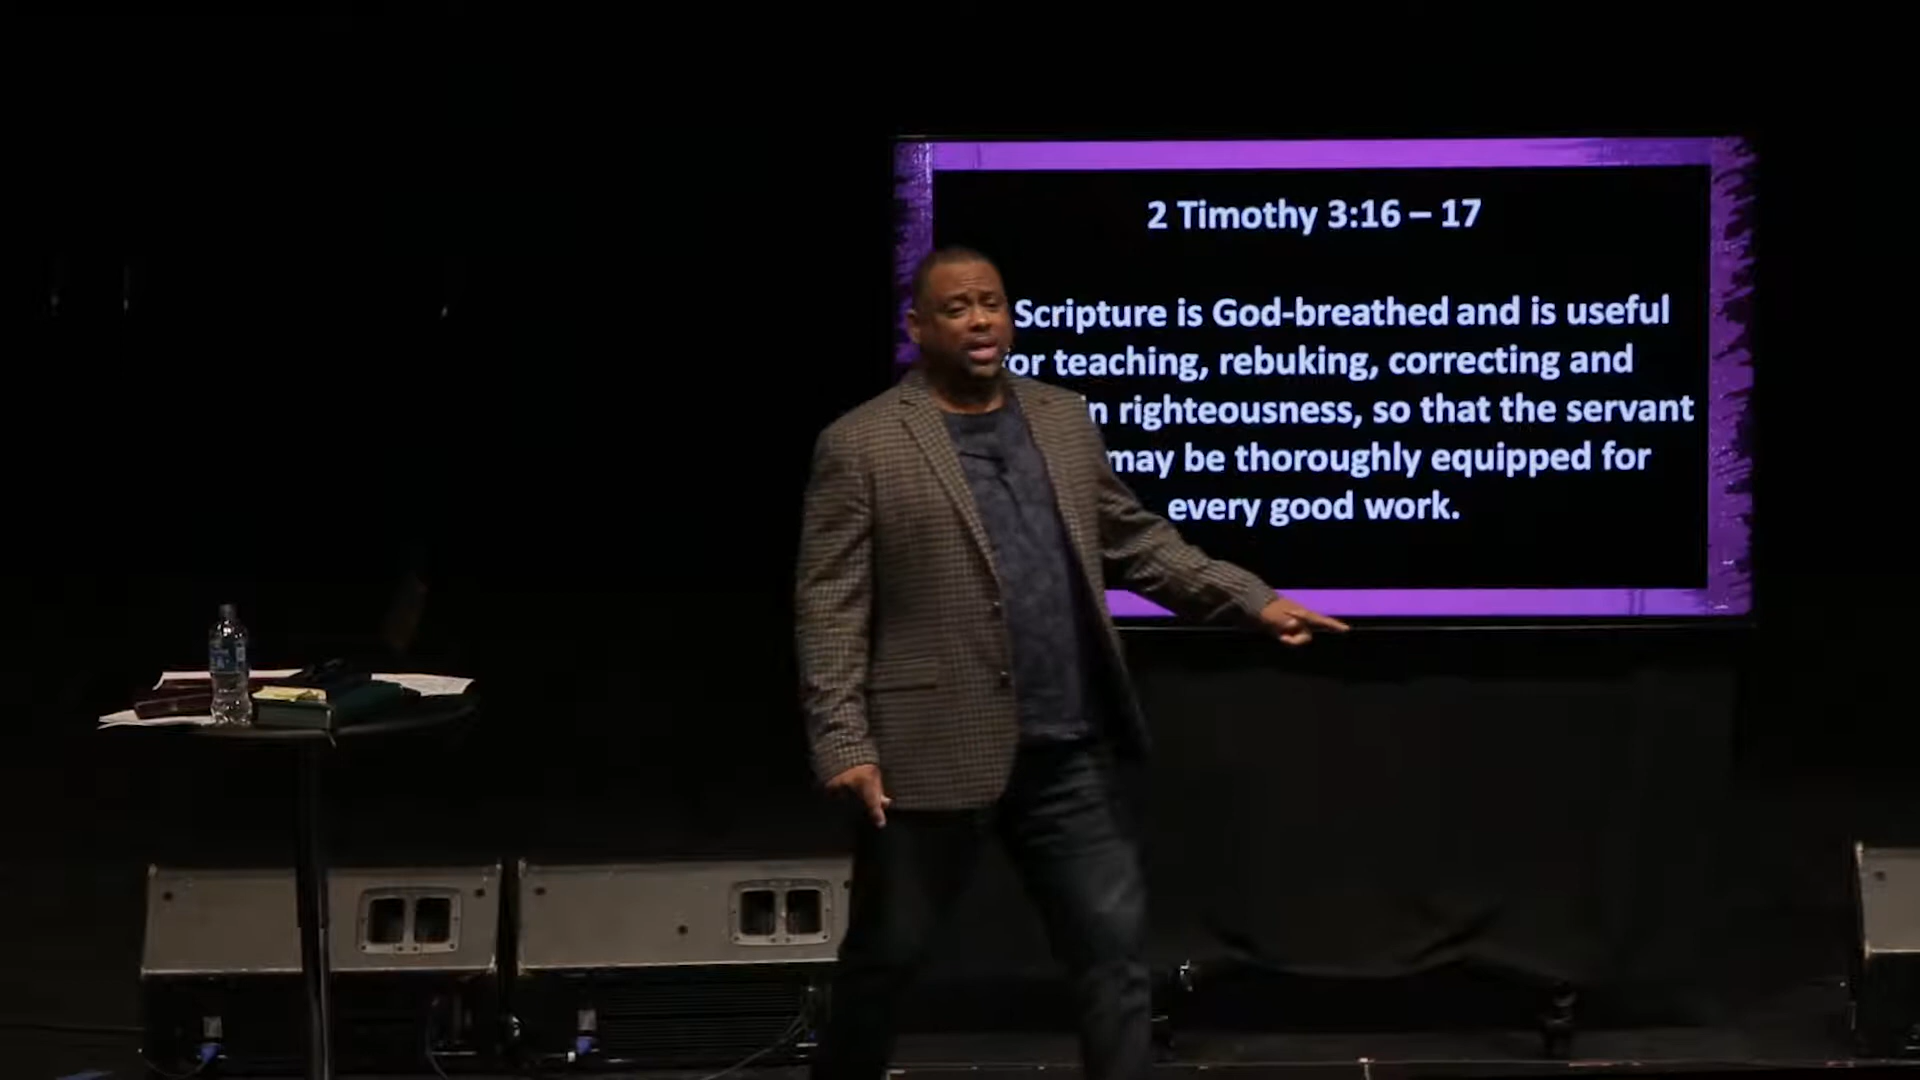 2 Timothy 3:16 – 17
Scripture is God-breathed and is useful
for teaching, rebuking, correcting and
in righteousness, so that the servant
may be thoroughly equipped for
every good work.